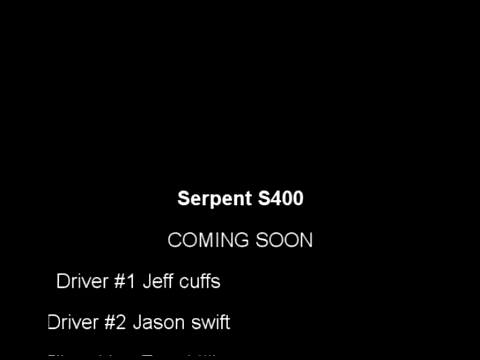 Serpent S400
COMING SOON
Driver #1 Jeff cuffs
Driver #2 Jason swift